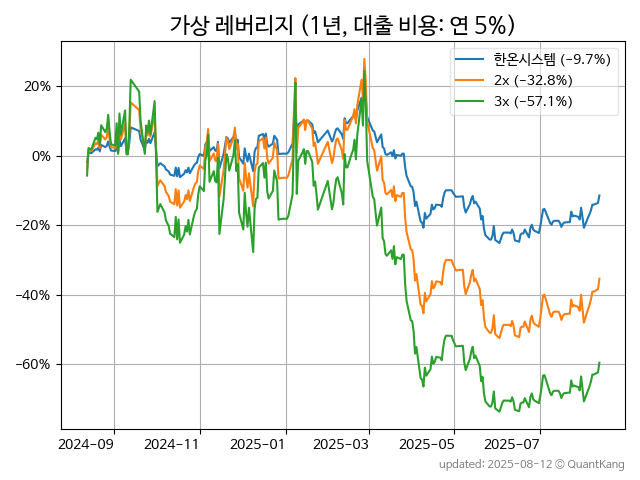 가상 레버리지 (1년, 대출 비용: 연 5%)
한온시스템 (−9.7%)
2x (−32.8%)
3x (−57.1%)
20%
0%
−20%
−40%
−60%
2024-09
2024-11
2025-01
2025-03
2025-05
2025-07
updated: 2025-08-12 © QuantKang